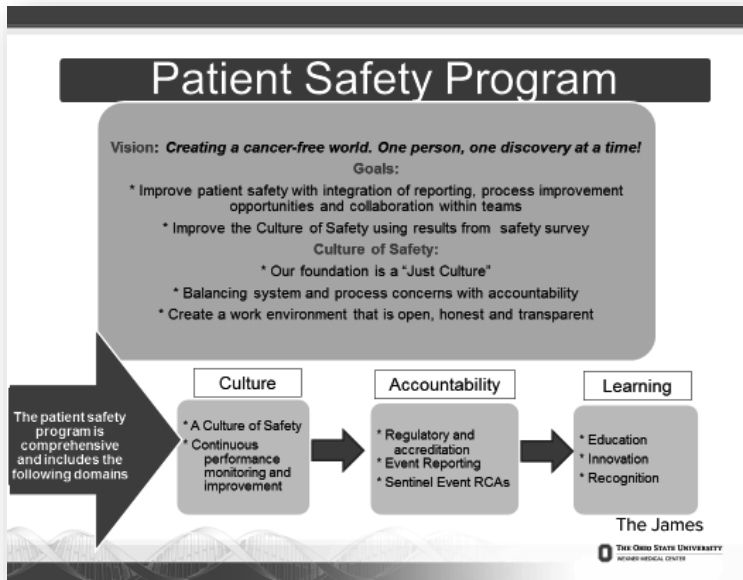 Patient Safety Program
Vision: Creating a cancer-free world. One person, one discovery at a time!
Goals:
* Improve patient safety with integration of reporting, process improvement
opportunities and collaboration within teams
* Improve the Culture of Safety using results from safety survey
Culture of Safety:
* Our foundation is a “Just Culture”
* Balancing system and process concerns with accountability
* Create a work environment that is open, honest and transparent
The patient safety
program is
comprehensive
and includes the
following domains
Culture
* A Culture of Safety
* Continuous
performance
monitoring and
improvement
Accountability
* Regulatory and
accreditation
* Event Reporting
* Sentinel Event RCAs
Learning
* Education
* Innovation
* Recognition
The James
THE OHIO STATE UNIVERSITY
WEXNER MEDICAL CENTER